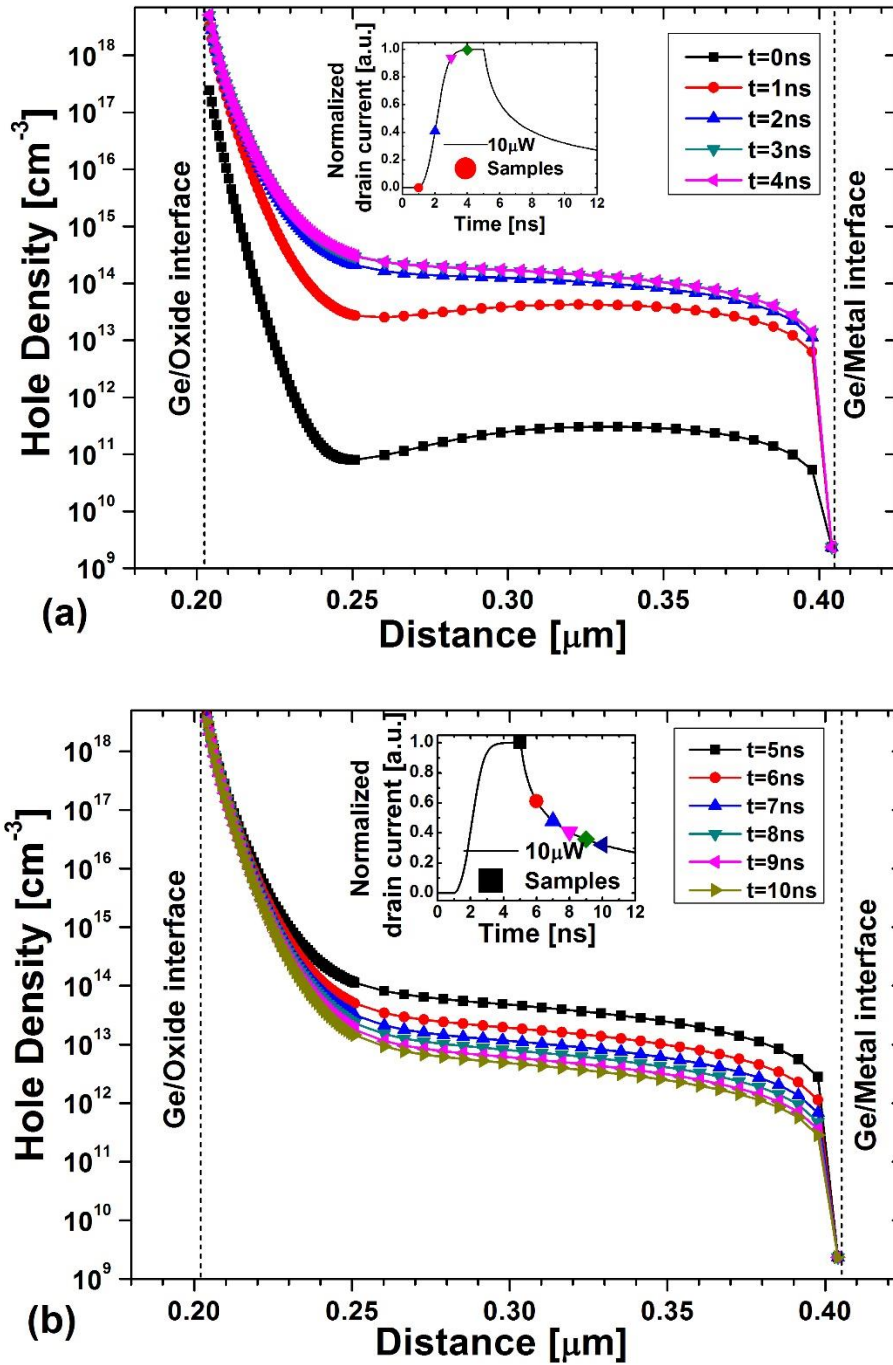 10^18
10^17
10^16
10^15
10^14
10^13
10^12
10^11
10^10
10^9
Hole Density [cm^-3]
Ge/Oxide interface
Normalized
drain current [a.u.]
1.0
0.8
0.6
0.4
0.2
0.0
10μW
Samples
0 2 4 6 8 10 12
Time [ns]
t=0ns
t=1ns
t=2ns
t=3ns
t=4ns
Ge/Metal interface
0.20 0.25 0.30 0.35 0.40
(a)
Distance [μm]
10^18
10^17
10^16
10^15
10^14
10^13
10^12
10^11
10^10
10^9
Hole Density [cm^-3]
Ge/Oxide interface
Normalized
drain current [a.u.]
1.0
0.8
0.6
0.4
0.2
0.0
10μW
Samples
0 2 4 6 8 10 12
Time [ns]
t=5ns
t=6ns
t=7ns
t=8ns
t=9ns
t=10ns
Ge/Metal interface
0.20 0.25 0.30 0.35 0.40
(b)
Distance [μm]